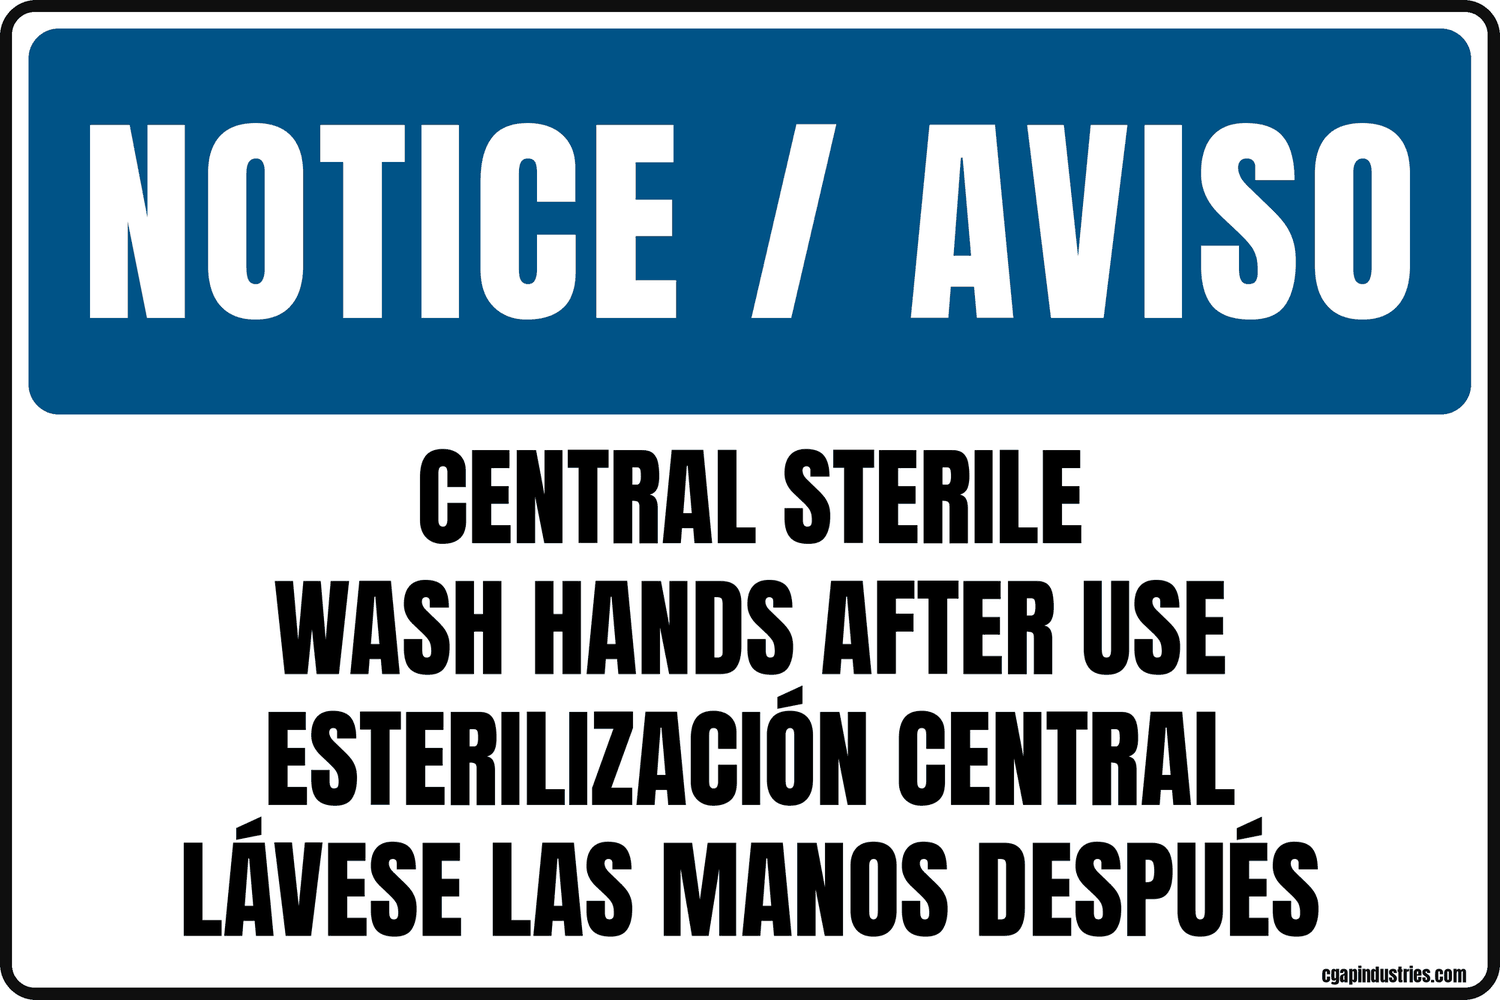 NOTICE / AVISO
CENTRAL STERILE
WASH HANDS AFTER USE
ESTERILIZACIÓN CENTRAL
LÁVESE LAS MANOS DESPUÉS
cgapindustries.com